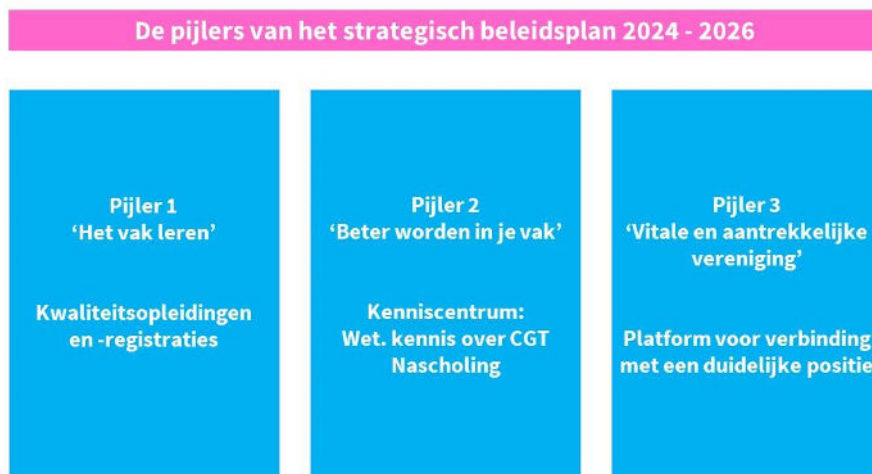 De pijlers van het strategisch beleidsplan 2024 - 2026
Pijler 1
‘Het vak leren’
Kwaliteitsopleidingen
en -registraties
Pijler 2
‘Beter worden in je vak’
Kenniscentrum:
Wet. kennis over CGT
Nascholing
Pijler 3
‘Vitale en aantrekkelijke
vereniging’
Platform voor verbinding
met een duidelijke positie